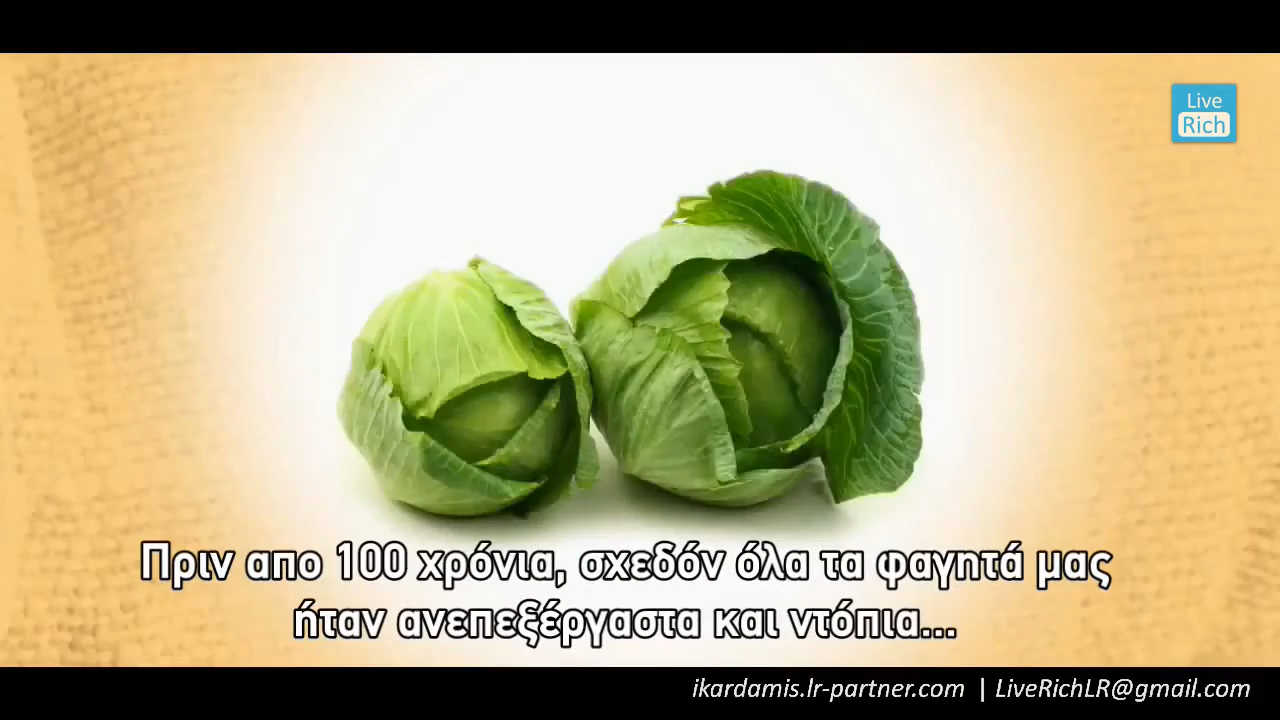 Live
Rich
Πριν απο 100 χρόνια, σχεδόν όλα τα φαγητά μας
ήταν ανεπεξέργαστα και ντόπια...
ikardamis.lr-partner.com | LiveRichLR@gmail.com